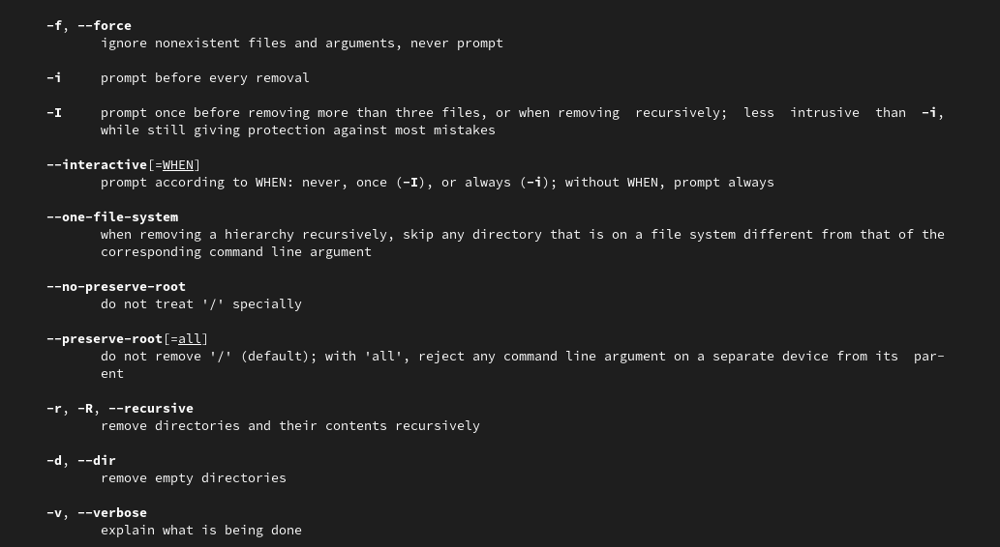 -f, --force
ignore nonexistent files and arguments, never prompt
-i     prompt before every removal
-I     prompt once before removing more than three files, or when removing  recursively;  less  intrusive  than  -i,
while still giving protection against most mistakes
--interactive[=WHEN]
prompt according to WHEN: never, once (-I), or always (-i); without WHEN, prompt always
--one-file-system
when removing a hierarchy recursively, skip any directory that is on a file system different from that of the
corresponding command line argument
--no-preserve-root
do not treat '/' specially
--preserve-root[=all]
do not remove '/' (default); with 'all', reject any command line argument on a separate device from its  par-
ent
-r, -R, --recursive
remove directories and their contents recursively
-d, --dir
remove empty directories
-v, --verbose
explain what is being done